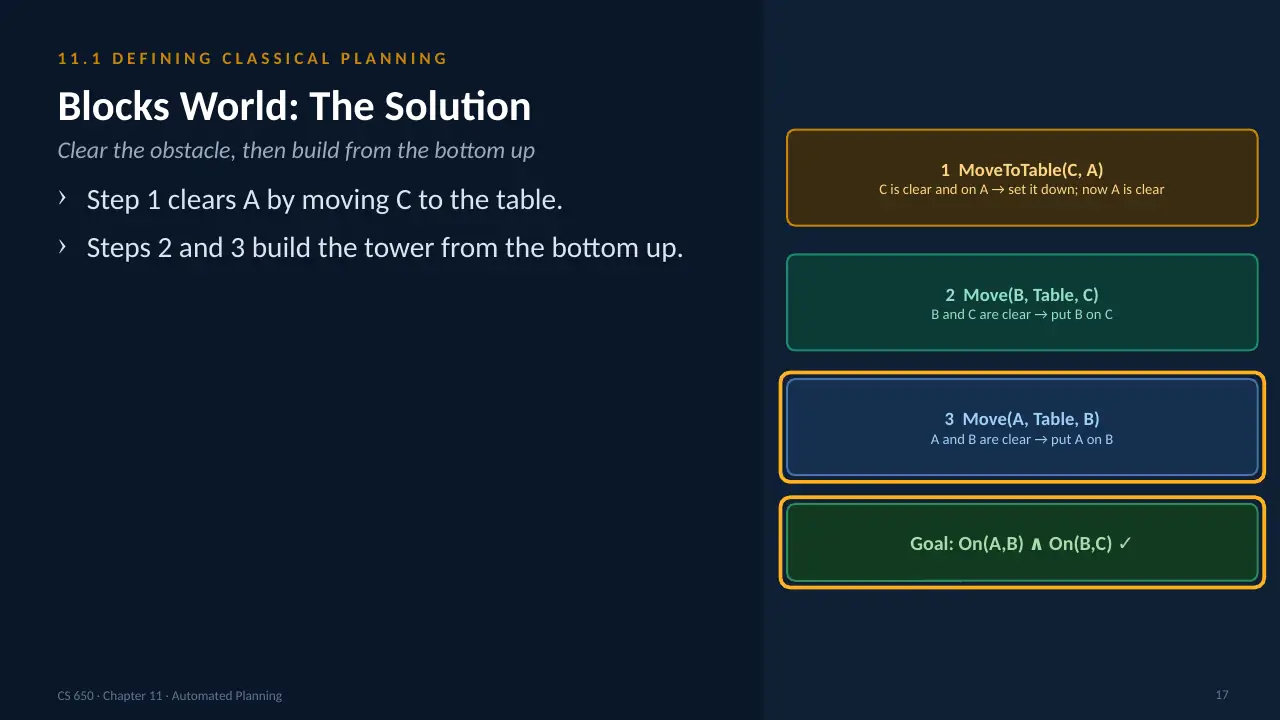 11.1 DEFINING CLASSICAL PLANNING
Blocks World: The Solution
Clear the obstacle, then build from the bottom up
› Step 1 clears A by moving C to the table.
› Steps 2 and 3 build the tower from the bottom up.
1 MoveToTable(C, A)
C is clear and on A → set it down; now A is clear
2 Move(B, Table, C)
B and C are clear → put B on C
3 Move(A, Table, B)
A and B are clear → put A on B
Goal: On(A,B) ∧ On(B,C) ✓
CS 650 · Chapter 11 · Automated Planning
17